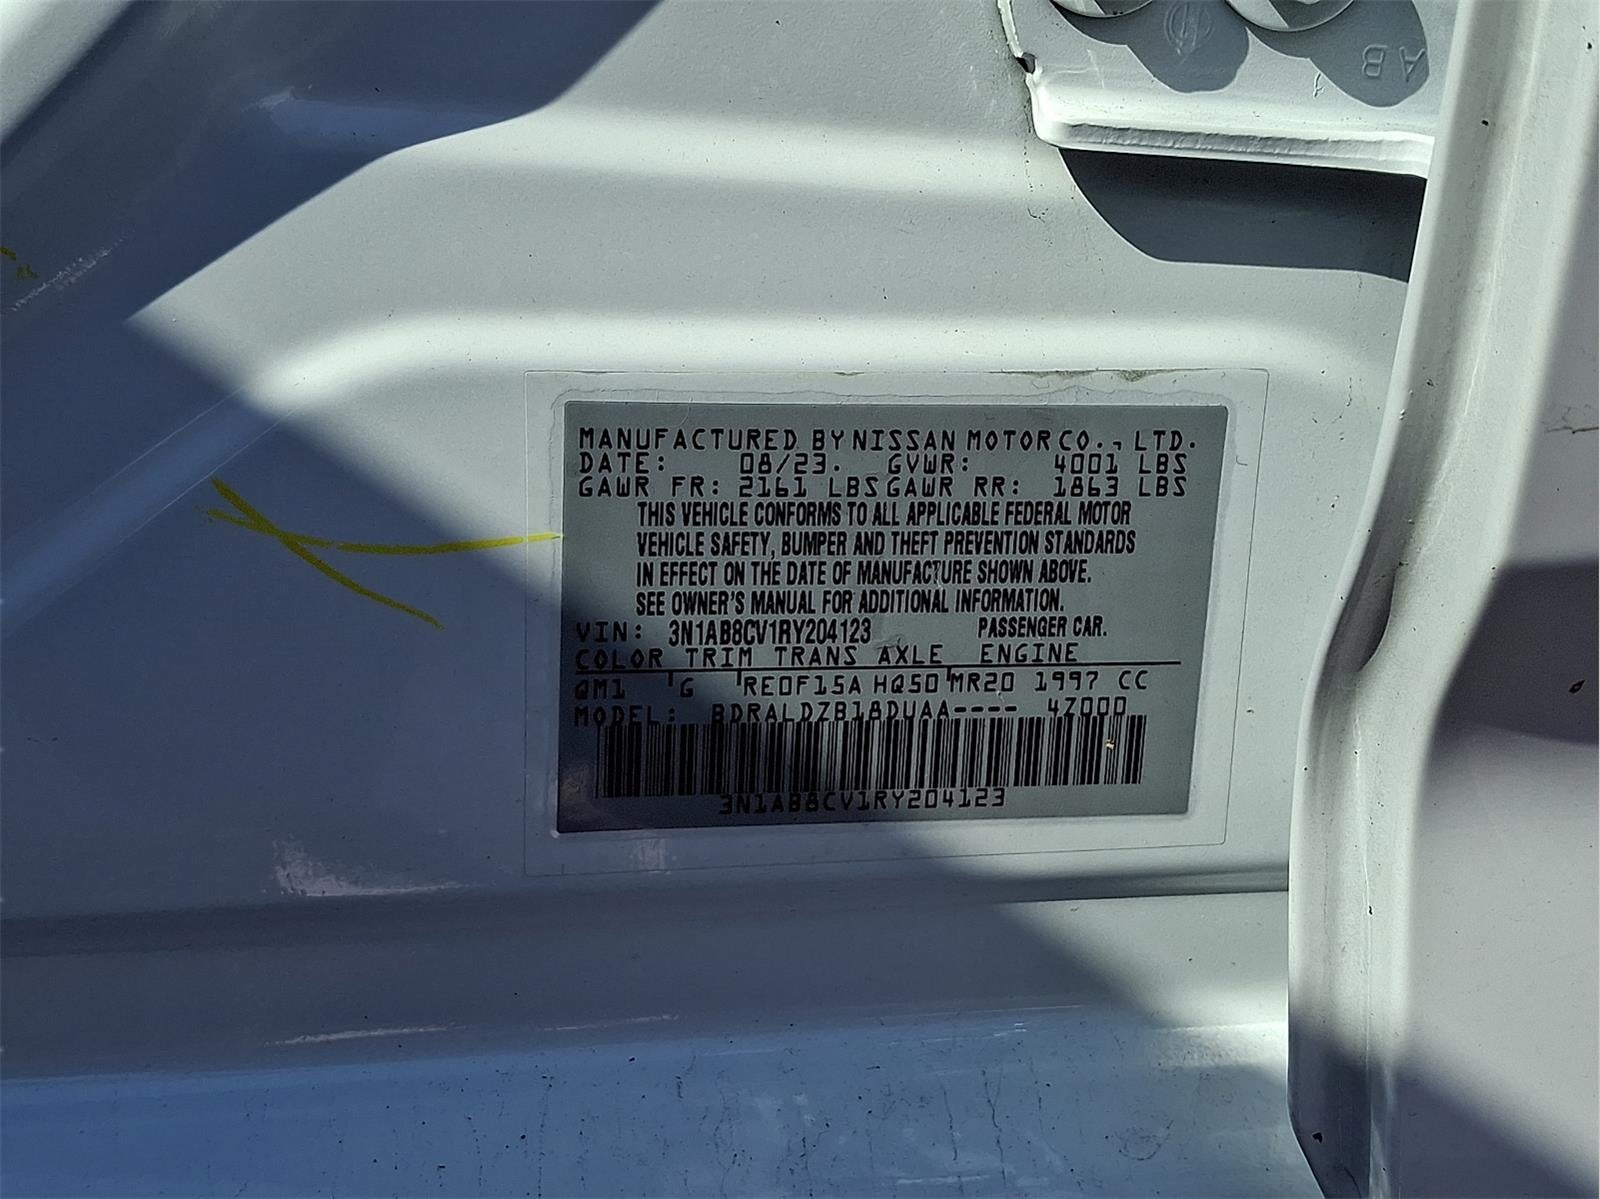 AB
MANUFACTURED BY NISSAN MOTOR CO., LTD.
DATE: 08/23. GVWR: 4001 LBS
GAWR FR: 2161 LBS GAWR RR: 1863 LBS
THIS VEHICLE CONFORMS TO ALL APPLICABLE FEDERAL MOTOR
VEHICLE SAFETY, BUMPER AND THEFT PREVENTION STANDARDS
IN EFFECT ON THE DATE OF MANUFACTURE SHOWN ABOVE.
SEE OWNER'S MANUAL FOR ADDITIONAL INFORMATION.
VIN: 3N1AB8CV1RY204123 PASSENGER CAR.
COLOR TRIM TRANS AXLE ENGINE
QM1 G RE0F15A HQ50 MR20 1997 CC
MODEL: BDRALDZB18DUAA---- 4Z000
3N1AB8CV1RY204123